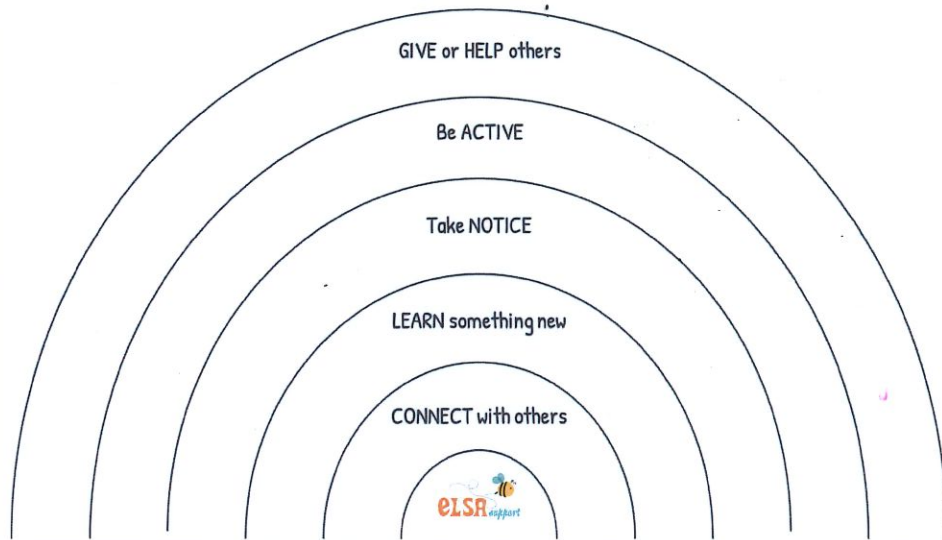 GIVE or HELP others
Be ACTIVE
Take NOTICE
LEARN something new
CONNECT with others
eLSA support